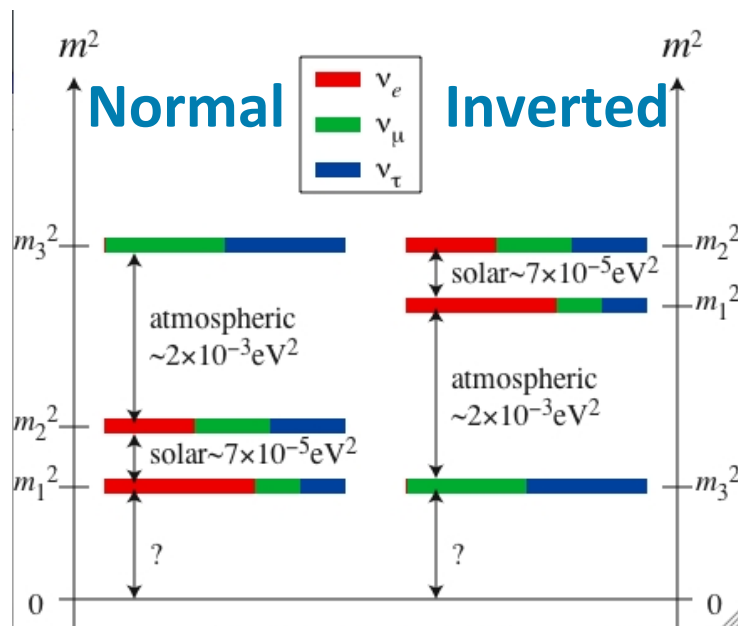 m²
Normal
νe
νμ
ντ
Inverted
m²
m₃²
atmospheric
~2×10⁻³eV²
m₂²
solar~7×10⁻⁵eV²
m₁²
?
0
m₂²
solar~7×10⁻⁵eV²
m₁²
atmospheric
~2×10⁻³eV²
m₃²
?
0